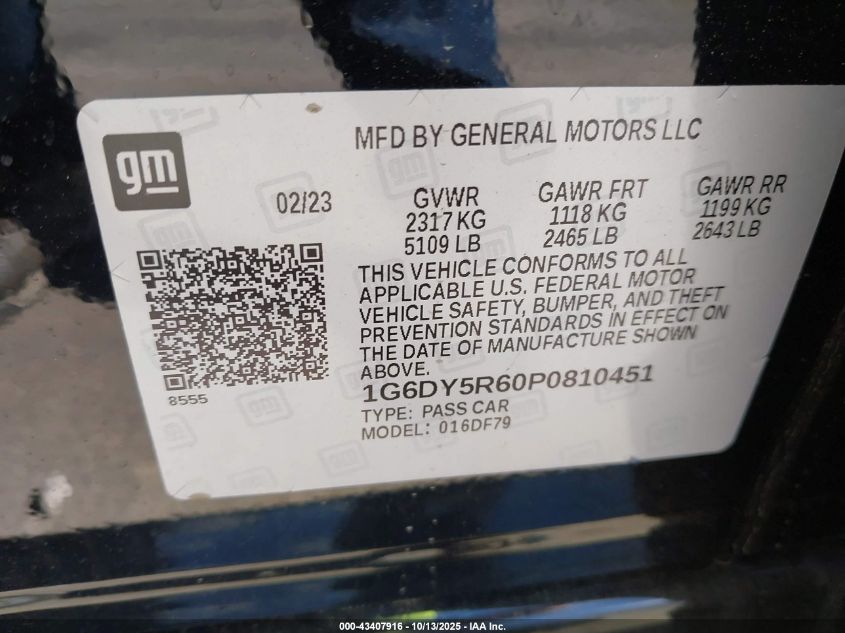 gm
MFD BY GENERAL MOTORS LLC
02/23
GVWR
2317 KG
5109 LB
GAWR FRT
1118 KG
2465 LB
GAWR RR
1199 KG
2643 LB
THIS VEHICLE CONFORMS TO ALL
APPLICABLE U.S. FEDERAL MOTOR
VEHICLE SAFETY, BUMPER, AND THEFT
PREVENTION STANDARDS IN EFFECT ON
THE DATE OF MANUFACTURE SHOWN
ABOVE.
8555
1G6DY5R60P0810451
TYPE: PASS CAR
MODEL: 016DF79
000-43407916 - 10/13/2025 - IAA Inc.